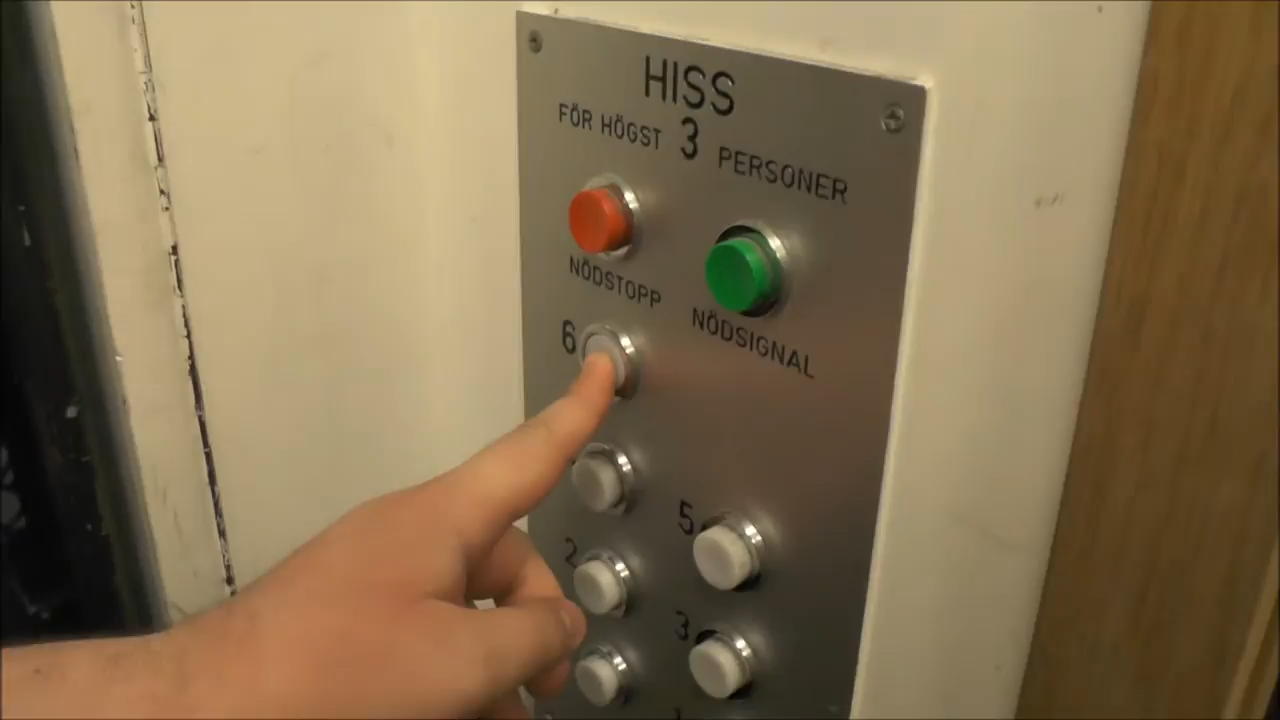 HISS
FÖR HÖGST 3 PERSONER
NÖDSTOPP
NÖDSIGNAL
6
5
2
3